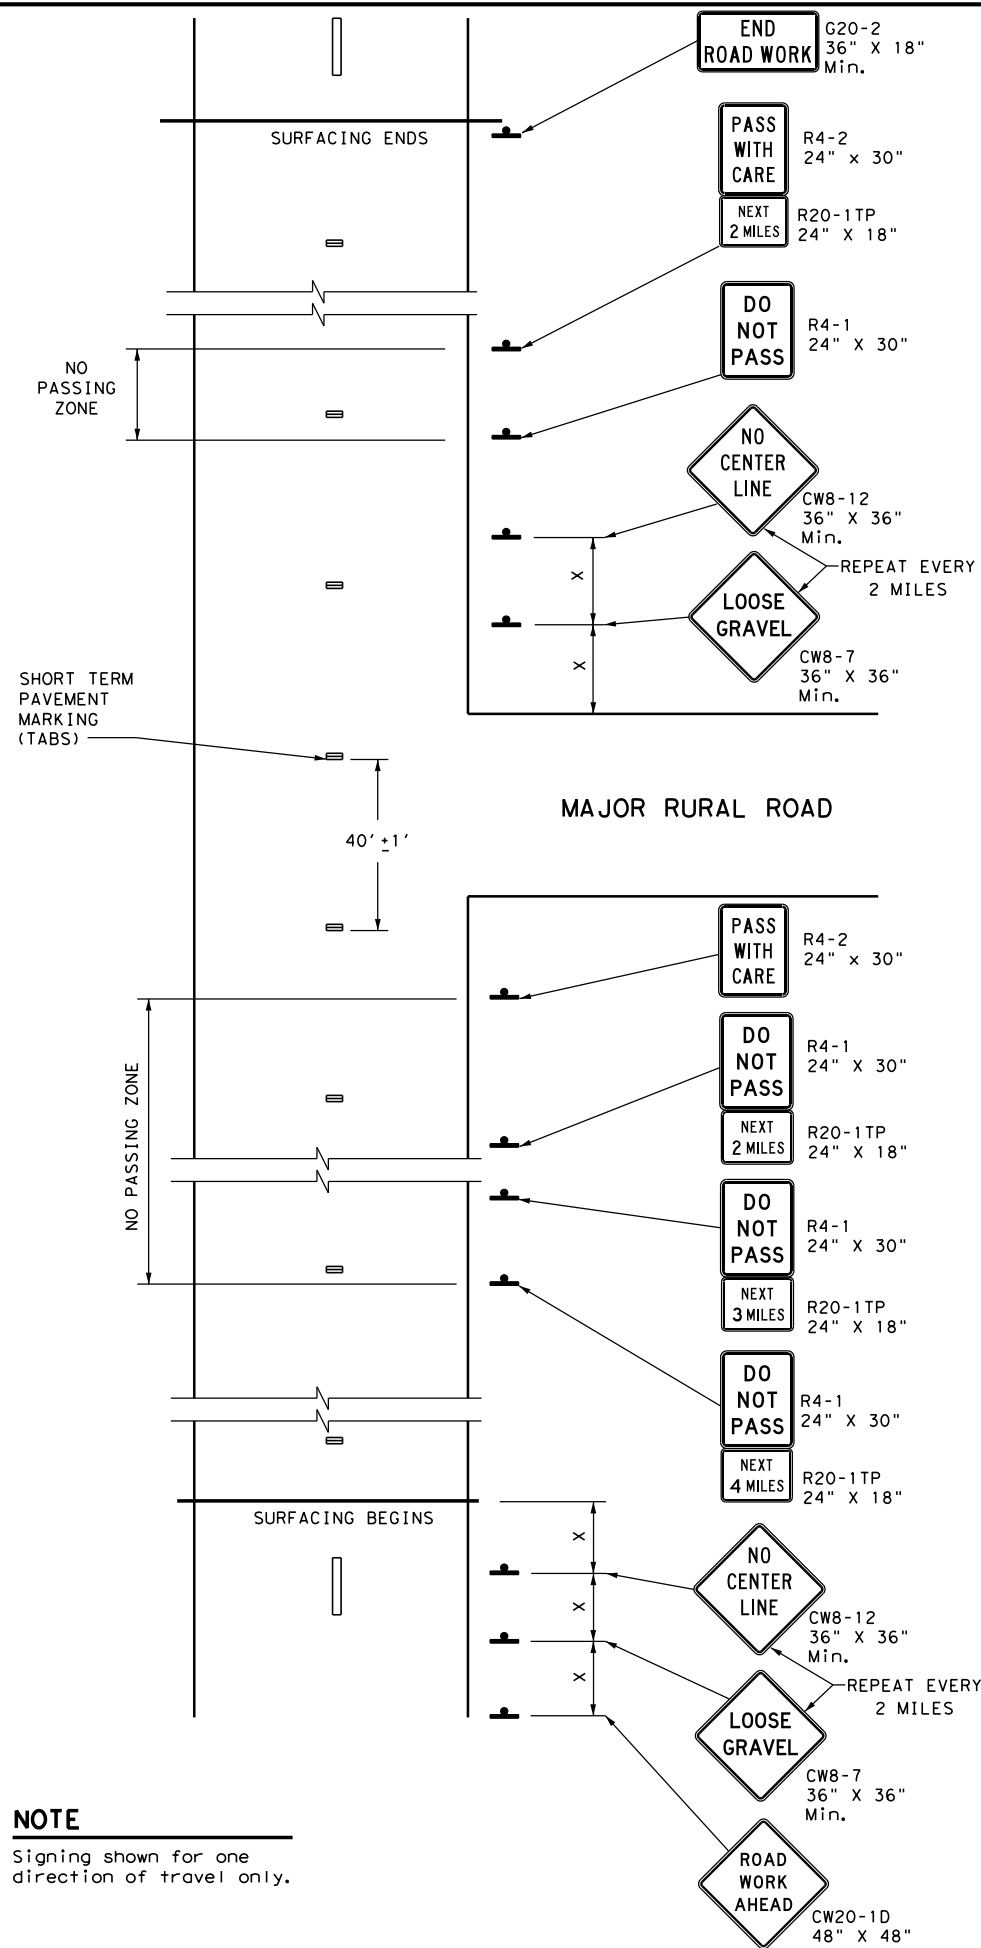 END
ROAD WORK
G20-2
36" X 18"
Min.
SURFACING ENDS
PASS
WITH
CARE
R4-2
24" x 30"
NEXT
2 MILES
R20-1TP
24" X 18"
DO
NOT
PASS
R4-1
24" X 30"
NO
PASSING
ZONE
NO
CENTER
LINE
CW8-12
36" X 36"
Min.
REPEAT EVERY
2 MILES
X
LOOSE
GRAVEL
CW8-7
36" X 36"
Min.
X
SHORT TERM
PAVEMENT
MARKING
(TABS)
40' ±1'
MAJOR RURAL ROAD
PASS
WITH
CARE
R4-2
24" x 30"
NO PASSING ZONE
DO
NOT
PASS
R4-1
24" X 30"
NEXT
2 MILES
R20-1TP
24" X 18"
DO
NOT
PASS
R4-1
24" X 30"
NEXT
3 MILES
R20-1TP
24" X 18"
DO
NOT
PASS
R4-1
24" X 30"
NEXT
4 MILES
R20-1TP
24" X 18"
SURFACING BEGINS
X
NO
CENTER
LINE
CW8-12
36" X 36"
Min.
X
REPEAT EVERY
2 MILES
X
LOOSE
GRAVEL
CW8-7
36" X 36"
Min.
ROAD
WORK
AHEAD
CW20-1D
48" X 48"
NOTE
Signing shown for one
direction of travel only.